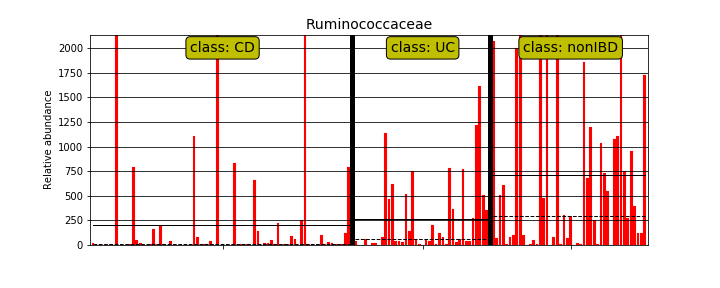 Ruminococcaceae
class: CD
class: UC
class: nonIBD
Relative abundance
2000
1750
1500
1250
1000
750
500
250
0